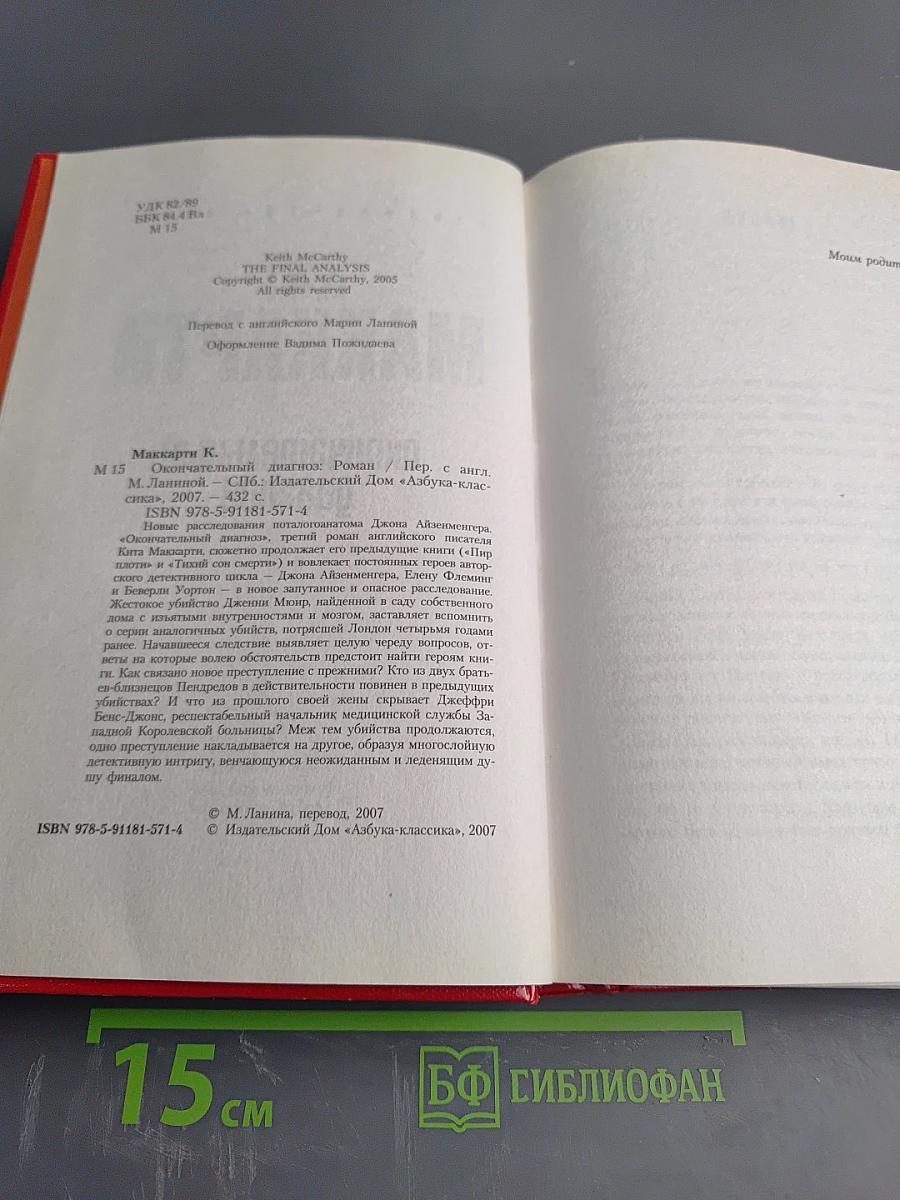 УДК 82/89
ББК 84.4 Вл
М 15
Keith McCarthy
THE FINAL ANALYSIS
Copyright © Keith McCarthy, 2005
All rights reserved
Перевод с английского Марии Ланиной
Оформление Вадима Пожидаева
Маккарти К.
М 15 Окончательный диагноз: Роман / Пер. с англ.
М. Ланиной. — СПб.: Издательский Дом «Азбука-клас-
сика», 2007. — 432 с.
ISBN 978-5-91181-571-4
Новые расследования поталогоанатома Джона Айзенменгера.
«Окончательный диагноз», третий роман английского писателя
Кита Маккарти, сюжетно продолжает его предыдущие книги («Пир
плоти» и «Тихий сон смерти») и вовлекает постоянных героев автор-
ского детективного цикла — Джона Айзенменгера, Елену Флеминг
и Беверли Уортон — в новое запутанное и опасное расследование.
Жестокое убийство Дженни Мюир, найденной в саду собственного
дома с изъятыми внутренностями и мозгом, заставляет вспомнить
о серии аналогичных убийств, потрясшей Лондон четырьмя годами
ранее. Начавшееся следствие выявляет целую череду вопросов, от-
веты на которые волею обстоятельств предстоит найти героям кни-
ги. Как связано новое преступление с прежними? Кто из двух брать-
ев-близнецов Пендредов в действительности повинен в предыдущих
убийствах? И что из прошлого своей жены скрывает Джеффри
Бенс-Джонс, респектабельный начальник медицинской службы За-
падной Королевской больницы? Меж тем убийства продолжаются,
одно преступление накладывается на другое, образуя многослойную
детективную интригу, венчающуюся неожиданным и леденящим ду-
шу финалом.
© М. Ланина, перевод, 2007
ISBN 978-5-91181-571-4 © Издательский Дом «Азбука-классика», 2007
Моим родит
15 см
БФ БИБЛИОФАН